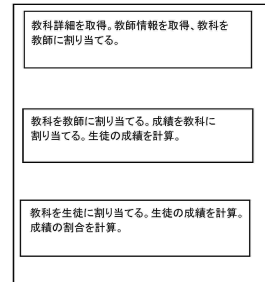 教科詳細を取得。教師情報を取得、教科を
教師に割り当てる。
教科を教師に割り当てる。成績を教科に
割り当てる。生徒の成績を計算。
教科を生徒に割り当てる。生徒の成績を計算。
成績の割合を計算。